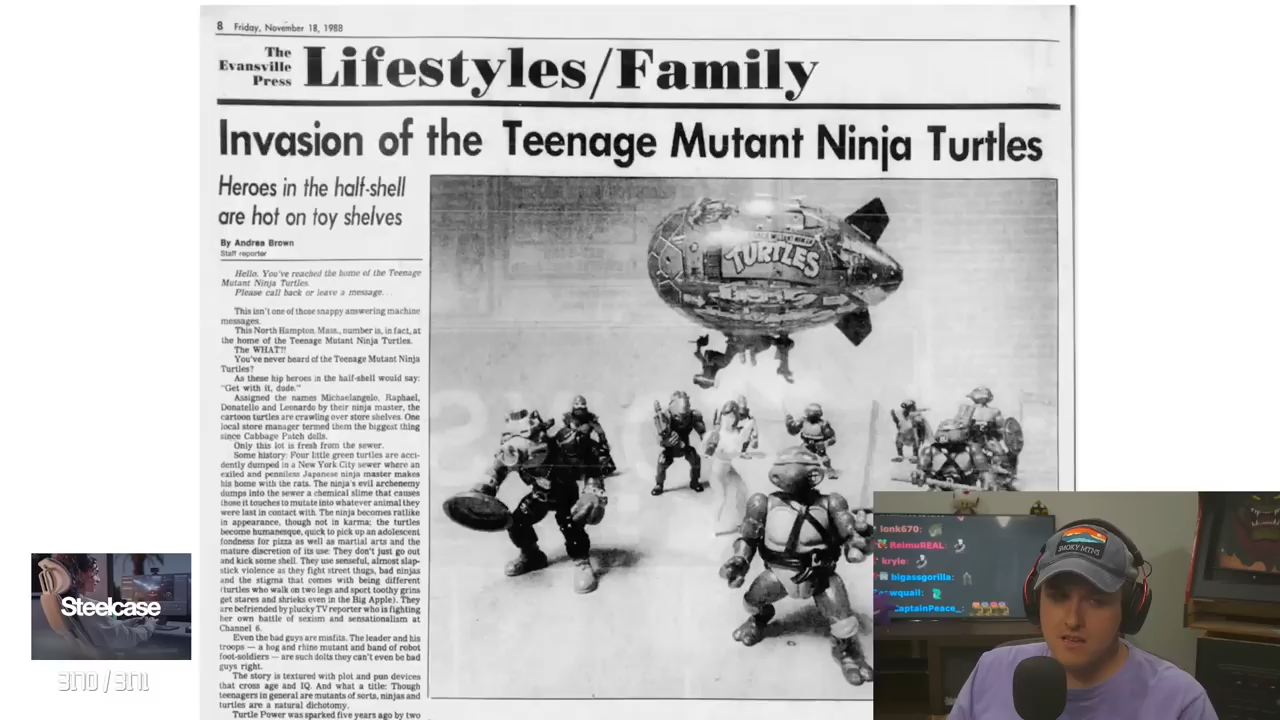 8 Friday, November 18, 1988
The
Evansville
Press
Lifestyles/Family
Invasion of the Teenage Mutant Ninja Turtles
Heroes in the half-shell
are hot on toy shelves
By Andrea Brown
Staff reporter
Hello. You've reached the home of the Teenage
Mutant Ninja Turtles.
Please call back or leave a message...
This isn't one of those snappy answering machine
messages.
This North Hampton, Mass., number is, in fact, at
the home of the Teenage Mutant Ninja Turtles.
The WHAT?!
You've never heard of the Teenage Mutant Ninja
Turtles?
As these hip heroes in the half-shell would say:
"Get with it, dude."
Assigned the names Michaelangelo, Raphael,
Donatello and Leonardo by their ninja master, the
cartoon turtles are crawling over store shelves. One
local store manager termed them the biggest thing
since Cabbage Patch dolls.
Only this lot is fresh from the sewer.
Some history: Four little green turtles are acci-
dently dumped in a New York City sewer where an
exiled and penniless Japanese ninja master makes
his home with the rats. The ninja's evil archenemy
dumps into the sewer a chemical slime that causes
those it touches to mutate into whatever animal they
were last in contact with. The ninja becomes ratlike
in appearance, though not in karma; the turtles
become humanesque, quick to pick up an adolescent
fondness for pizza as well as martial arts and the
mature discretion of its use: They don't just go out
and kick some shell. They use senseful, almost slap-
stick violence as they fight street thugs, bad ninjas
and the stigma that comes with being different
(turtles who walk on two legs and sport toothy grins
get stares and shrieks even in the Big Apple). They
are befriended by plucky TV reporter who is fighting
her own battle of sexism and sensationalism at
Channel 6.
Even the bad guys are misfits. The leader and his
troops — a hog and rhino mutant and band of robot
foot-soldiers — are such dolts they can't even be bad
guys right.
The story is textured with plot and pun devices
that cross age and IQ. And what a title: Though
teenagers in general are mutants of sorts, ninjas and
turtles are a natural dichotomy.
Turtle Power was sparked five years ago by two
TURTLES
Steelcase
3170 / 3171
lonk670:
ReimuREAL:
kryle:
bigassgorilla:
CaptainPeace_:
SMOKY MTNS